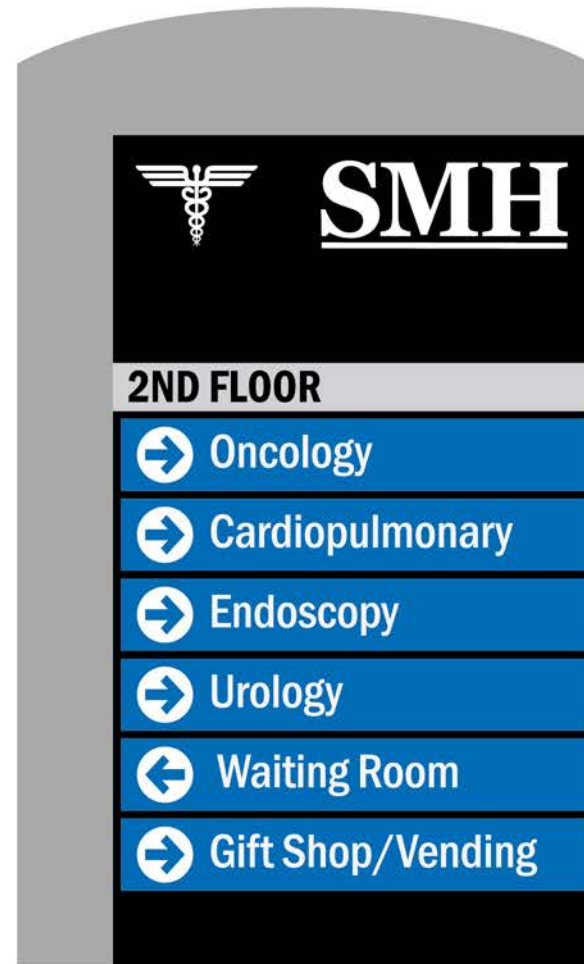 SMH
2ND FLOOR
Oncology
Cardiopulmonary
Endoscopy
Urology
Waiting Room
Gift Shop/Vending